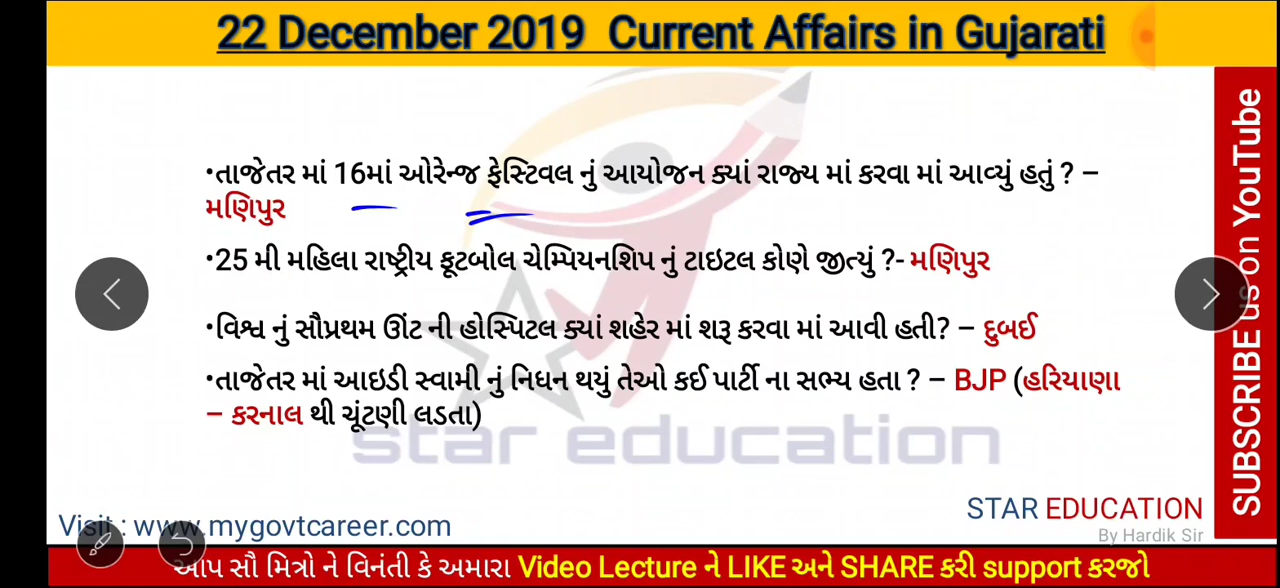 22 December 2019 Current Affairs in Gujarati
•તાજેતર માં 16માં ઓરેન્જ ફેસ્ટિવલ નું આયોજન ક્યાં રાજ્ય માં કરવા માં આવ્યું હતું ? –
મણિપુર
•25 મી મહિલા રાષ્ટ્રીય ફૂટબોલ ચેમ્પિયનશિપ નું ટાઇટલ કોણે જીત્યું ?- મણિપુર
•વિશ્વ નું સૌપ્રથમ ઊંટ ની હોસ્પિટલ ક્યાં શહેર માં શરૂ કરવા માં આવી હતી? – દુબઈ
•તાજેતર માં આઇડી સ્વામી નું નિધન થયું તેઓ કઈ પાર્ટી ના સભ્ય હતા ? – BJP (હરિયાણા
– કરનાલ થી ચૂંટણી લડતા)
star education
STAR EDUCATION
Visit : www.mygovtcareer.com
By Hardik Sir
આપ સૌ મિત્રો ને વિનંતી કે અમારા Video Lecture ને LIKE અને SHARE કરી support કરજો
SUBSCRIBE us on YouTube